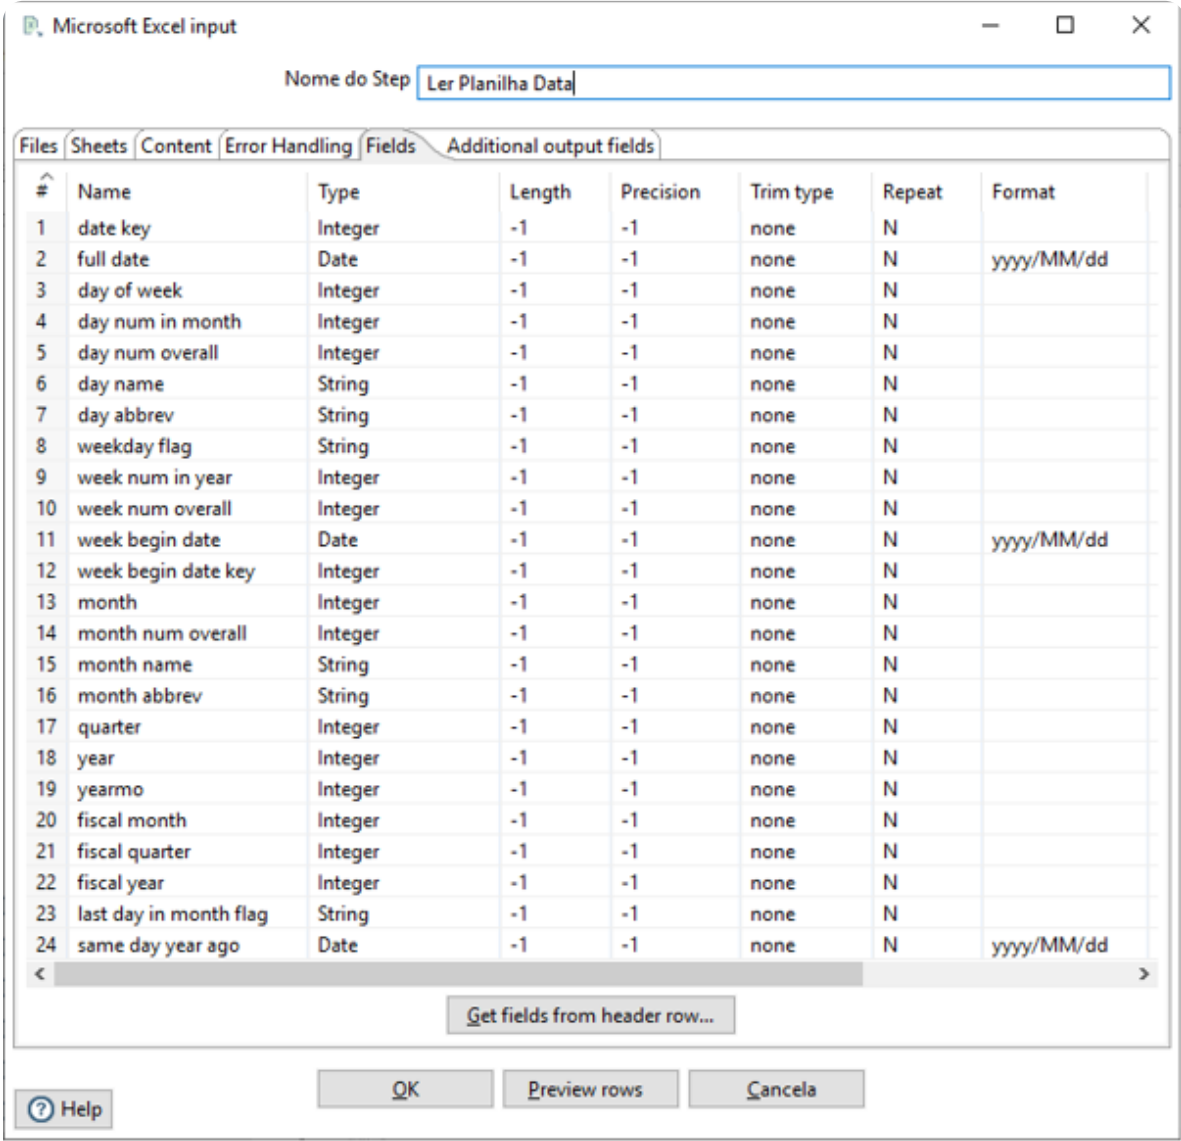 Microsoft Excel input
Nome do Step Ler Planilha Data
Files Sheets Content Error Handling Fields Additional output fields
# Name Type Length Precision Trim type Repeat Format
1 date key Integer -1 -1 none N
2 full date Date -1 -1 none N yyyy/MM/dd
3 day of week Integer -1 -1 none N
4 day num in month Integer -1 -1 none N
5 day num overall Integer -1 -1 none N
6 day name String -1 -1 none N
7 day abbrev String -1 -1 none N
8 weekday flag String -1 -1 none N
9 week num in year Integer -1 -1 none N
10 week num overall Integer -1 -1 none N
11 week begin date Date -1 -1 none N yyyy/MM/dd
12 week begin date key Integer -1 -1 none N
13 month Integer -1 -1 none N
14 month num overall Integer -1 -1 none N
15 month name String -1 -1 none N
16 month abbrev String -1 -1 none N
17 quarter Integer -1 -1 none N
18 year Integer -1 -1 none N
19 yearmo Integer -1 -1 none N
20 fiscal month Integer -1 -1 none N
21 fiscal quarter Integer -1 -1 none N
22 fiscal year Integer -1 -1 none N
23 last day in month flag String -1 -1 none N
24 same day year ago Date -1 -1 none N yyyy/MM/dd
Get fields from header row...
OK Preview rows Cancela
Help